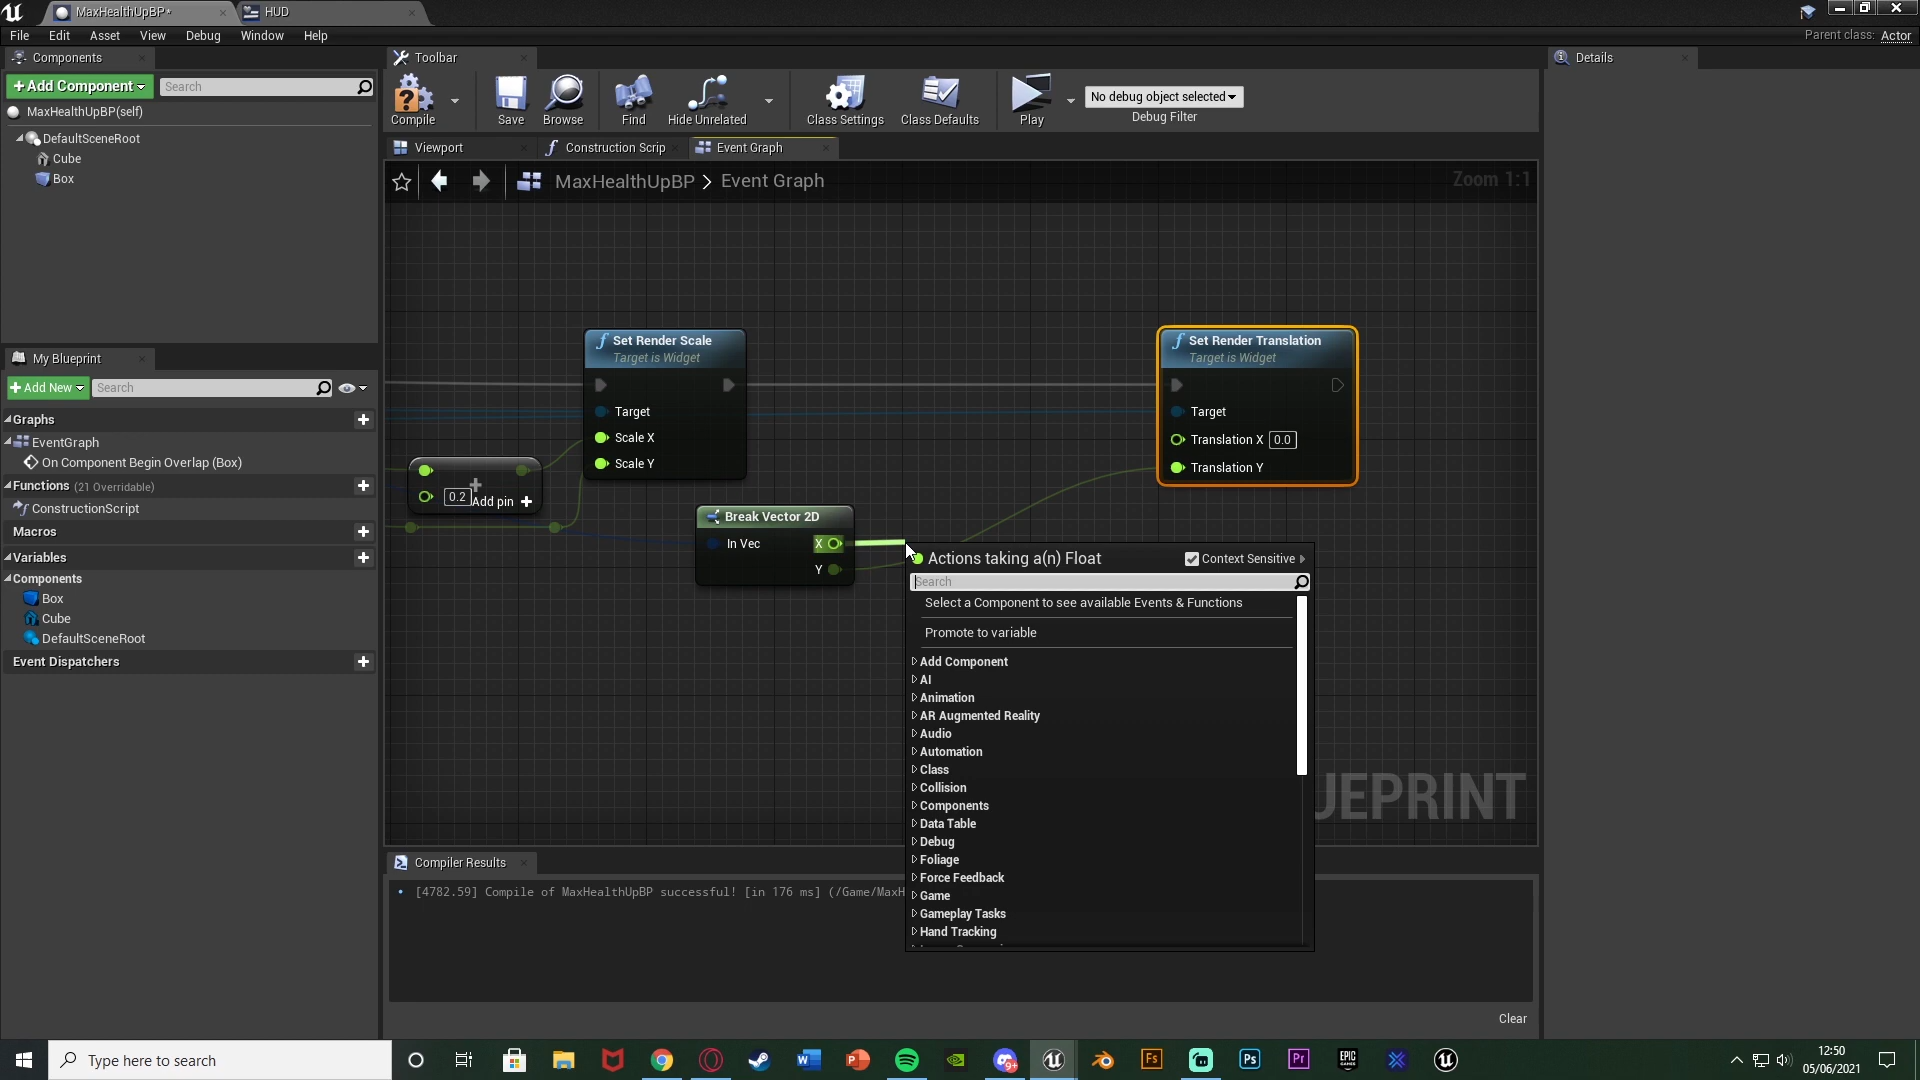 MaxHealthUpBP*
HUD
File Edit Asset View Debug Window Help
Parent class: Actor
Components
+Add Component
Search
MaxHealthUpBP(self)
DefaultSceneRoot
Cube
Box
Toolbar
Compile
Save
Browse
Find
Hide Unrelated
Class Settings
Class Defaults
Play
No debug object selected
Debug Filter
Details
Viewport
Construction Scrip
Event Graph
MaxHealthUpBP > Event Graph
Zoom 1:1
My Blueprint
+Add New
Search
Graphs
EventGraph
On Component Begin Overlap (Box)
Functions (21 Overridable)
ConstructionScript
Macros
Variables
Components
Box
Cube
DefaultSceneRoot
Event Dispatchers
Set Render Scale
Target is Widget
Target
Scale X
Scale Y
0.2
Add pin +
Break Vector 2D
In Vec
X
Y
Set Render Translation
Target is Widget
Target
Translation X 0.0
Translation Y
Actions taking a(n) Float
Context Sensitive
Search
Select a Component to see available Events & Functions
Promote to variable
Add Component
AI
Animation
AR Augmented Reality
Audio
Automation
Class
Collision
Components
Data Table
Debug
Foliage
Force Feedback
Game
Gameplay Tasks
Hand Tracking
UEPRINT
Compiler Results
[4782.59] Compile of MaxHealthUpBP successful! [in 176 ms] (/Game/MaxH
Clear
Type here to search
12:50
05/06/2021